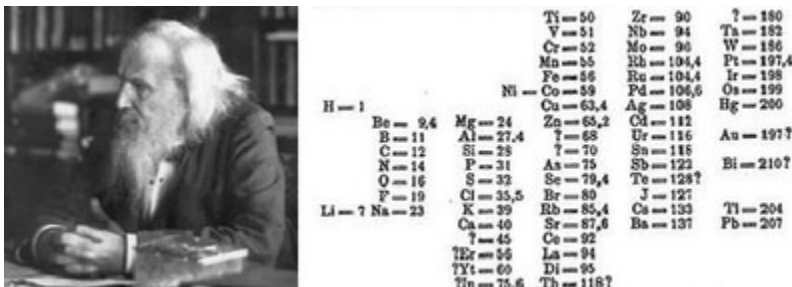 Ti = 50 Zr = 90 ? = 180
V = 51 Nb = 94 Ta = 182
Cr = 52 Mo = 96 W = 186
Mn = 55 Rh = 104,4 Pt = 197,4
Fe = 56 Ru = 104,4 Ir = 198
Ni = Co = 59 Pd = 106,6 Os = 199
H = 1 Cu = 63,4 Ag = 108 Hg = 200
Be = 9,4 Mg = 24 Zn = 65,2 Cd = 112
B = 11 Al = 27,4 ? = 68 Ur = 116 Au = 197?
C = 12 Si = 28 ? = 70 Sn = 118
N = 14 P = 31 As = 75 Sb = 122 Bi = 210?
O = 16 S = 32 Se = 79,4 Te = 128?
F = 19 Cl = 35,5 Br = 80 J = 127
Li = 7 Na = 23 K = 39 Rb = 85,4 Cs = 133 Tl = 204
Ca = 40 Sr = 87,6 Ba = 137 Pb = 207
? = 45 Ce = 92
?Er = 56 La = 94
?Yt = 60 Di = 95
?In = 75,6 Th = 118?